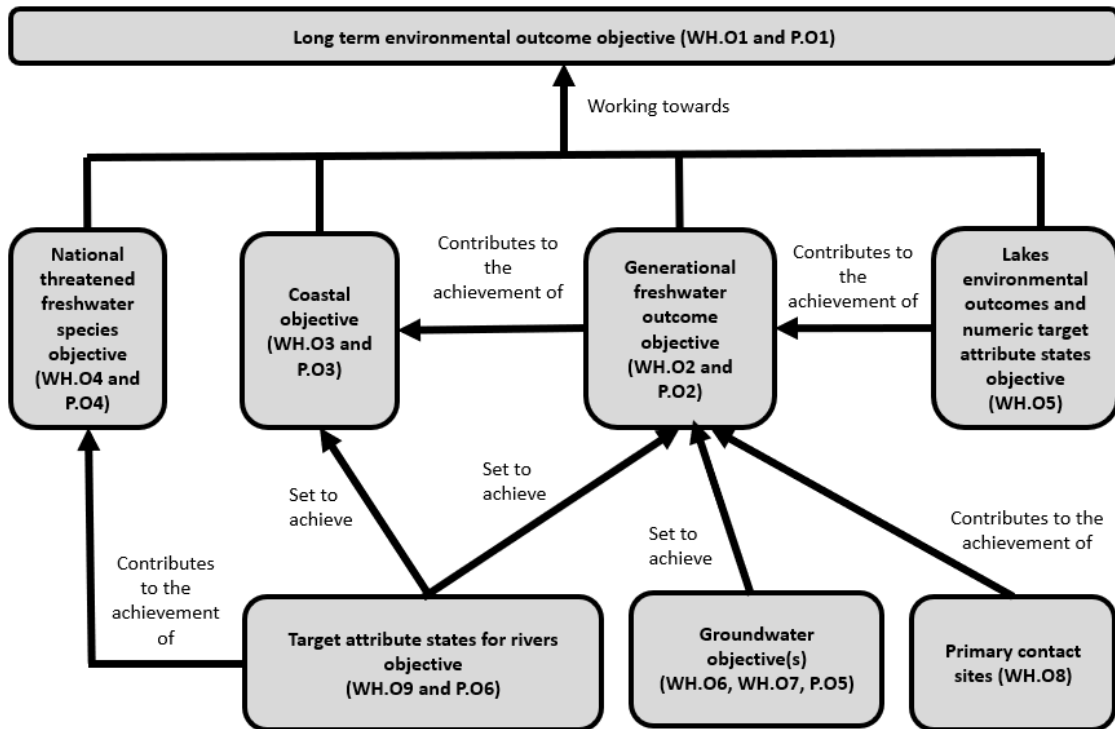 Long term environmental outcome objective (WH.O1 and P.O1)
Working towards
National
threatened
freshwater
species
objective
(WH.O4 and
P.O4)
Coastal
objective
(WH.O3 and
P.O3)
Contributes to
the
achievement of
Generational
freshwater
outcome
objective
(WH.O2 and
P.O2)
Contributes to
the
achievement of
Lakes
environmental
outcomes and
numeric target
attribute states
objective
(WH.O5)
Set to
achieve
Set to
achieve
Set to
achieve
Contributes to the
achievement of
Contributes
to the
achievement
of
Target attribute states for rivers
objective
(WH.O9 and P.O6)
Groundwater
objective(s)
(WH.O6, WH.O7, P.O5)
Primary contact
sites (WH.O8)